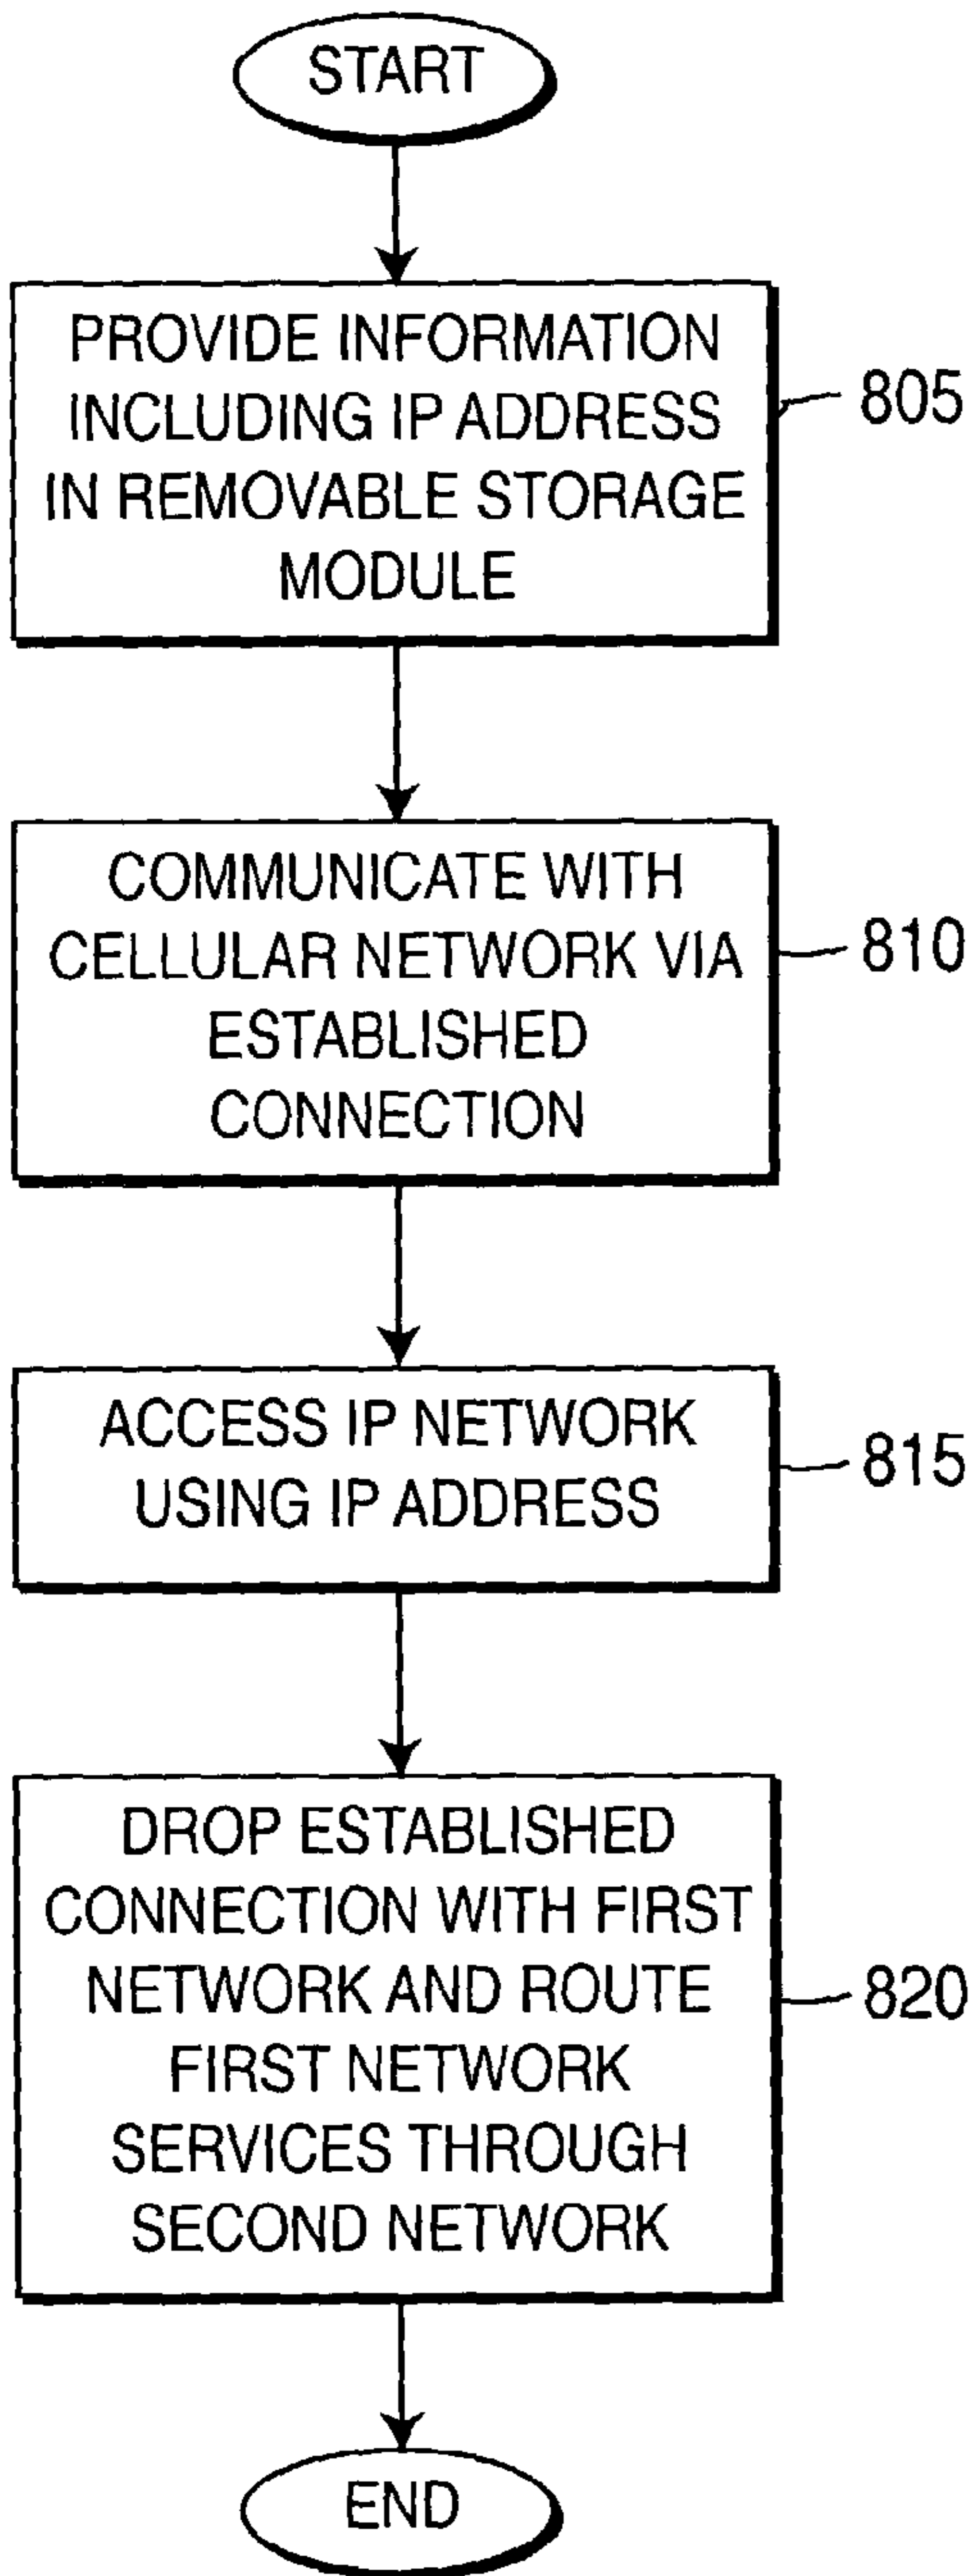 START
PROVIDE INFORMATION
INCLUDING IP ADDRESS
IN REMOVABLE STORAGE
MODULE
805
COMMUNICATE WITH
CELLULAR NETWORK VIA
ESTABLISHED
CONNECTION
810
ACCESS IP NETWORK
USING IP ADDRESS
815
DROP ESTABLISHED
CONNECTION WITH FIRST
NETWORK AND ROUTE
FIRST NETWORK
SERVICES THROUGH
SECOND NETWORK
820
END